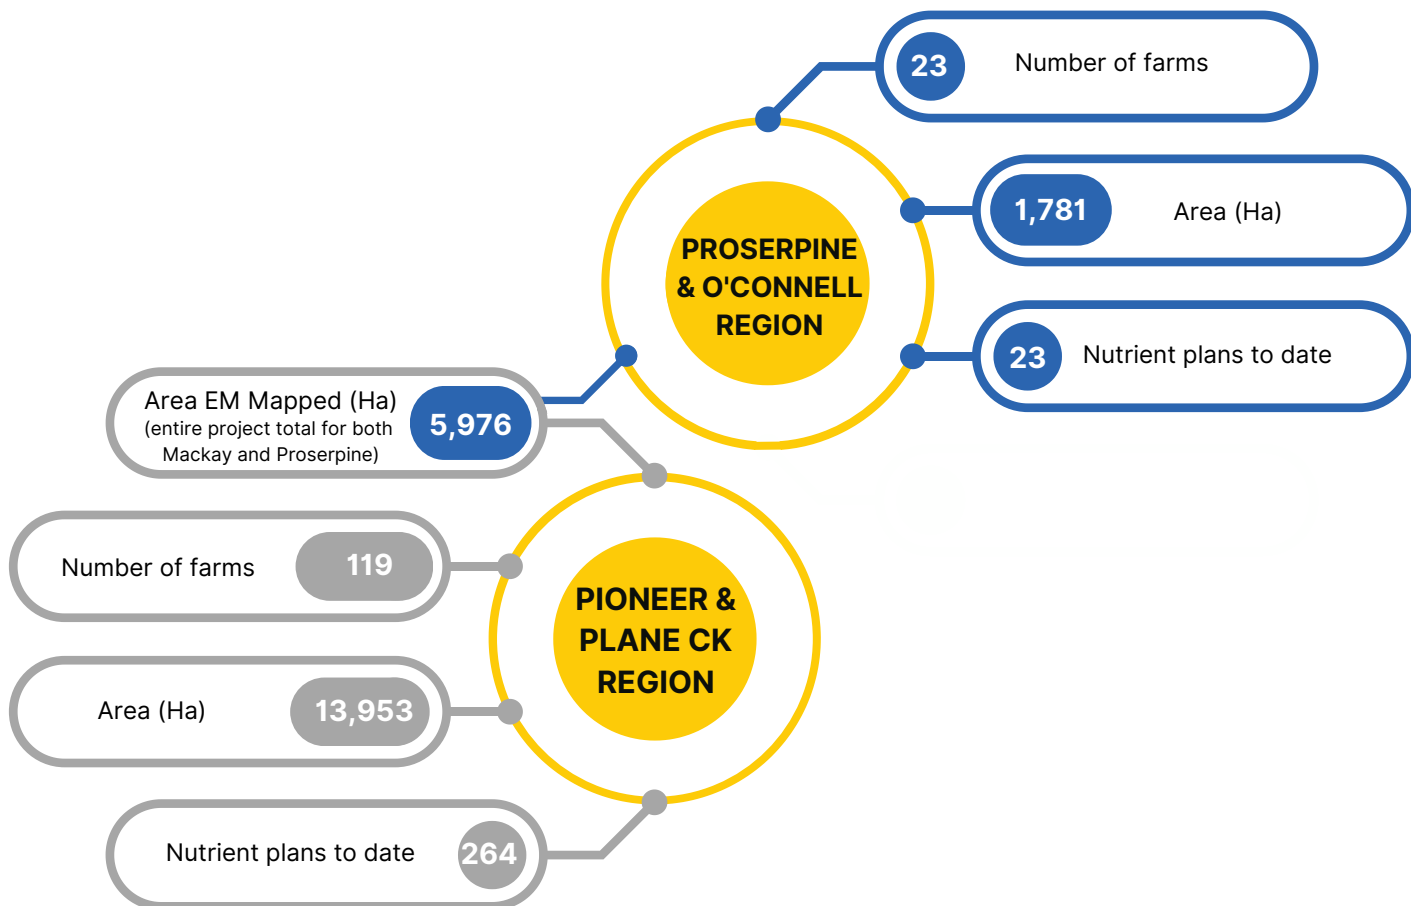 23
Number of farms
1,781
Area (Ha)
PROSERPINE
& O'CONNELL
REGION
23
Nutrient plans to date
Area EM Mapped (Ha)
(entire project total for both
Mackay and Proserpine)
5,976
Number of farms
119
PIONEER &
PLANE CK
REGION
Area (Ha)
13,953
Nutrient plans to date
264